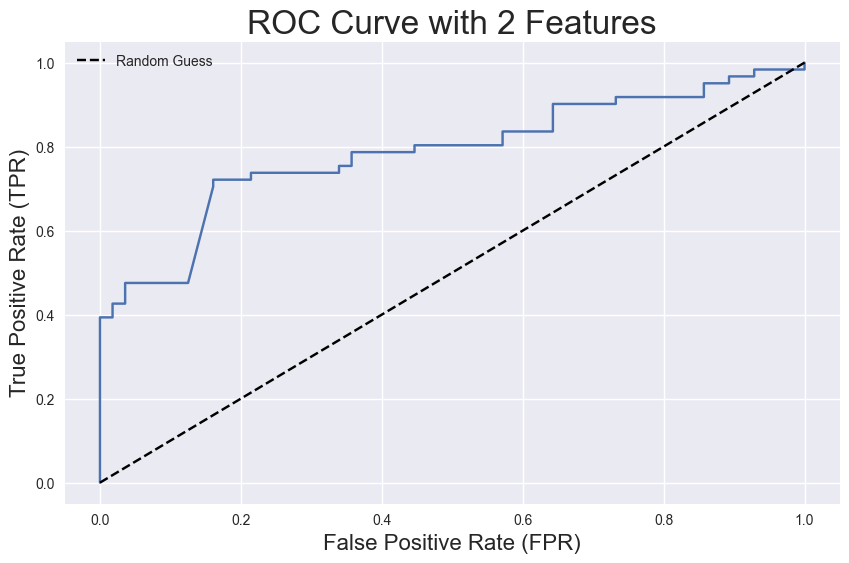 ROC Curve with 2 Features
Random Guess
1.0
0.8
0.6
0.4
0.2
0.0
True Positive Rate (TPR)
0.0 0.2 0.4 0.6 0.8 1.0
False Positive Rate (FPR)